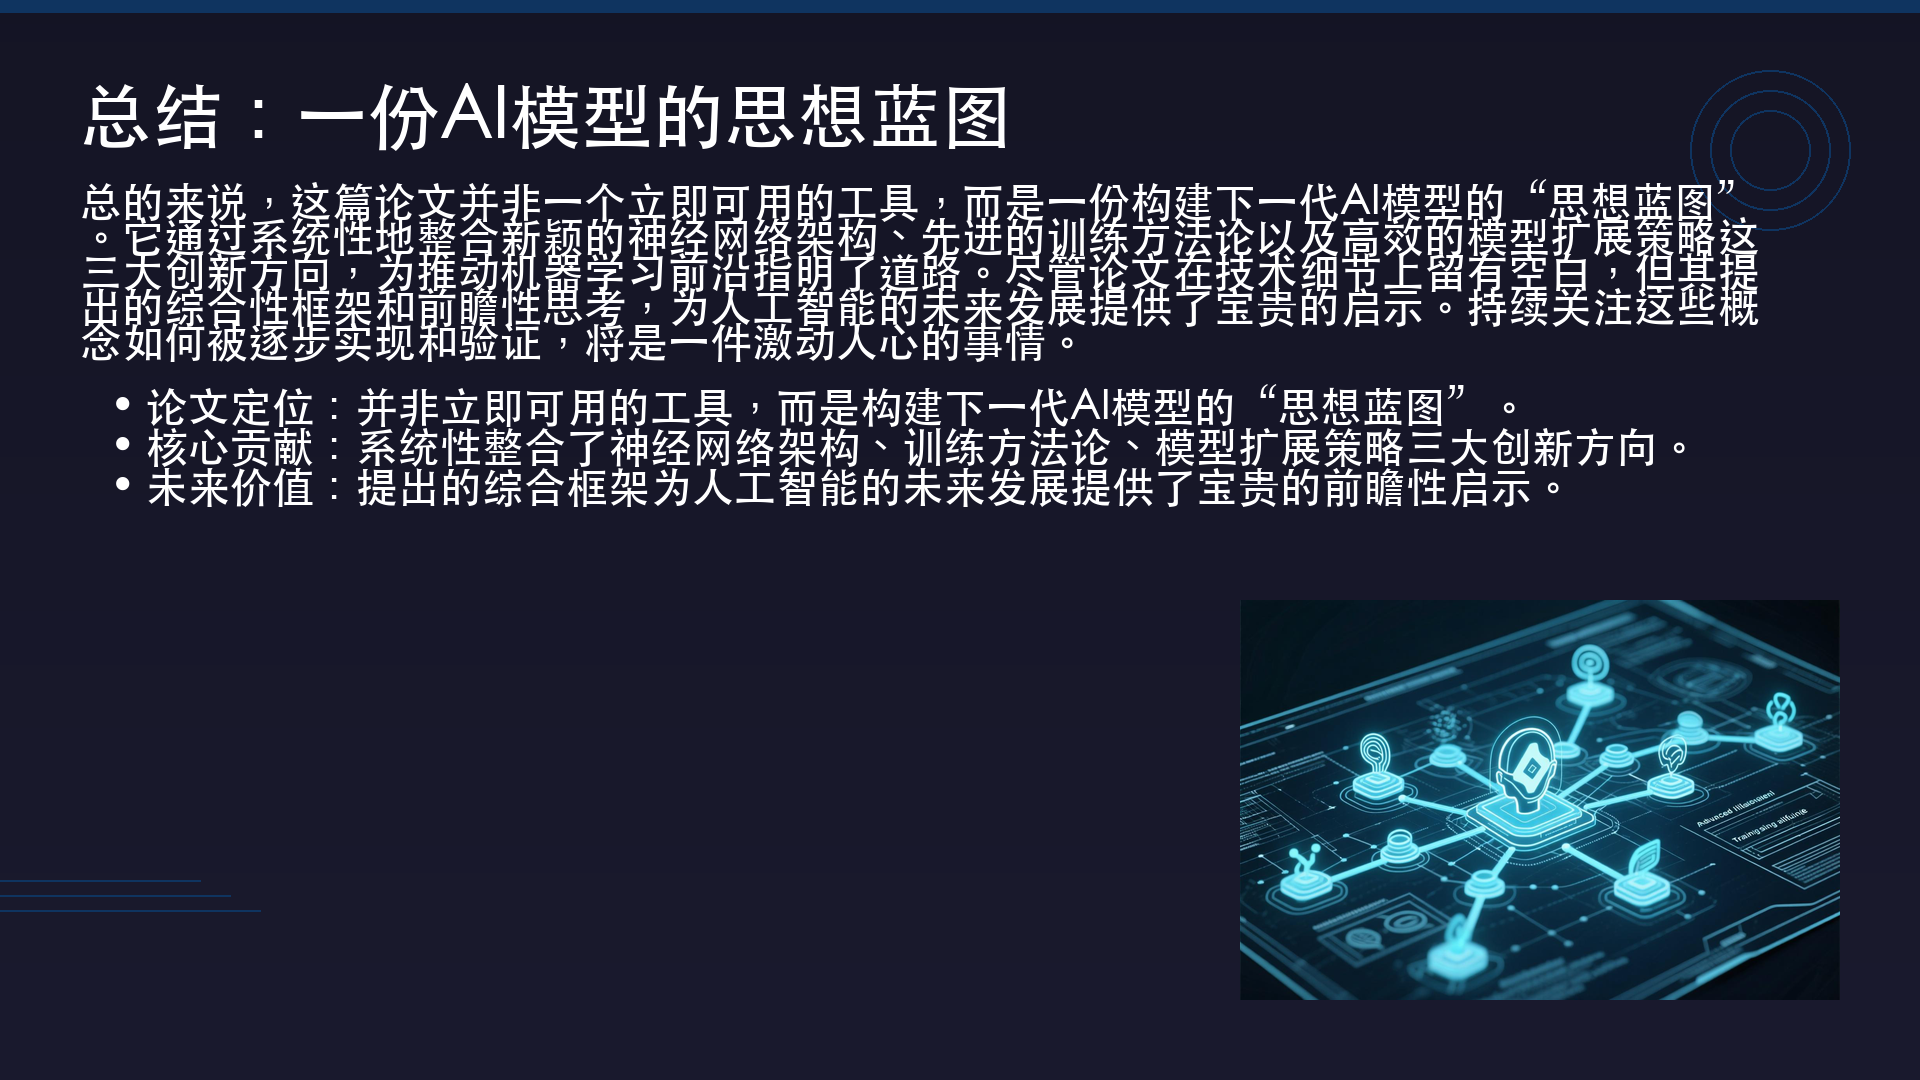 总结：一份AI模型的思想蓝图
总的来说，这篇论文并非一个立即可用的工具，而是一份构建下一代AI模型的“思想蓝图”
。它通过系统性地整合新颖的神经网络架构、先进的训练方法论以及高效的模型扩展策略这
三大创新方向，为推动机器学习前沿指明了道路。尽管论文在技术细节上留有空白，但其提
出的综合性框架和前瞻性思考，为人工智能的未来发展提供了宝贵的启示。持续关注这些概
念如何被逐步实现和验证，将是一件激动人心的事情。
• 论文定位：并非立即可用的工具，而是构建下一代AI模型的“思想蓝图”。
• 核心贡献：系统性整合了神经网络架构、训练方法论、模型扩展策略三大创新方向。
• 未来价值：提出的综合框架为人工智能的未来发展提供了宝贵的前瞻性启示。
Advanced